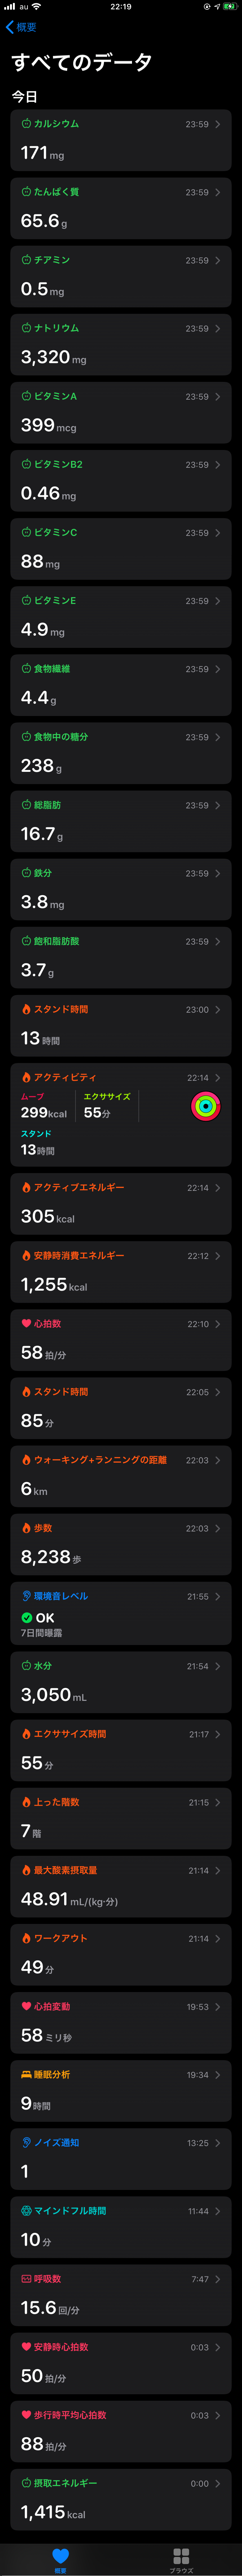 au
22:19
概要
すべてのデータ
今日
カルシウム 23:59
171 mg
たんぱく質 23:59
65.6 g
チアミン 23:59
0.5 mg
ナトリウム 23:59
3,320 mg
ビタミンA 23:59
399 mcg
ビタミンB2 23:59
0.46 mg
ビタミンC 23:59
88 mg
ビタミンE 23:59
4.9 mg
食物繊維 23:59
4.4 g
食物中の糖分 23:59
238 g
総脂肪 23:59
16.7 g
鉄分 23:59
3.8 mg
飽和脂肪酸 23:59
3.7 g
スタンド時間 23:00
13 時間
アクティビティ 22:14
ムーブ エクササイズ
299kcal 55分
スタンド
13時間
アクティブエネルギー 22:14
305 kcal
安静時消費エネルギー 22:12
1,255 kcal
心拍数 22:10
58 拍/分
スタンド時間 22:05
85 分
ウォーキング+ランニングの距離 22:03
6 km
歩数 22:03
8,238 歩
環境音レベル 21:55
OK
7日間曝露
水分 21:54
3,050 mL
エクササイズ時間 21:17
55 分
上った階数 21:15
7 階
最大酸素摂取量 21:14
48.91 mL/(kg·分)
ワークアウト 21:14
49 分
心拍変動 19:53
58 ミリ秒
睡眠分析 19:34
9時間
ノイズ通知 13:25
1
マインドフル時間 11:44
10 分
呼吸数 7:47
15.6 回/分
安静時心拍数 0:03
50 拍/分
歩行時平均心拍数 0:03
88 拍/分
摂取エネルギー 0:00
1,415 kcal
概要 ブラウズ